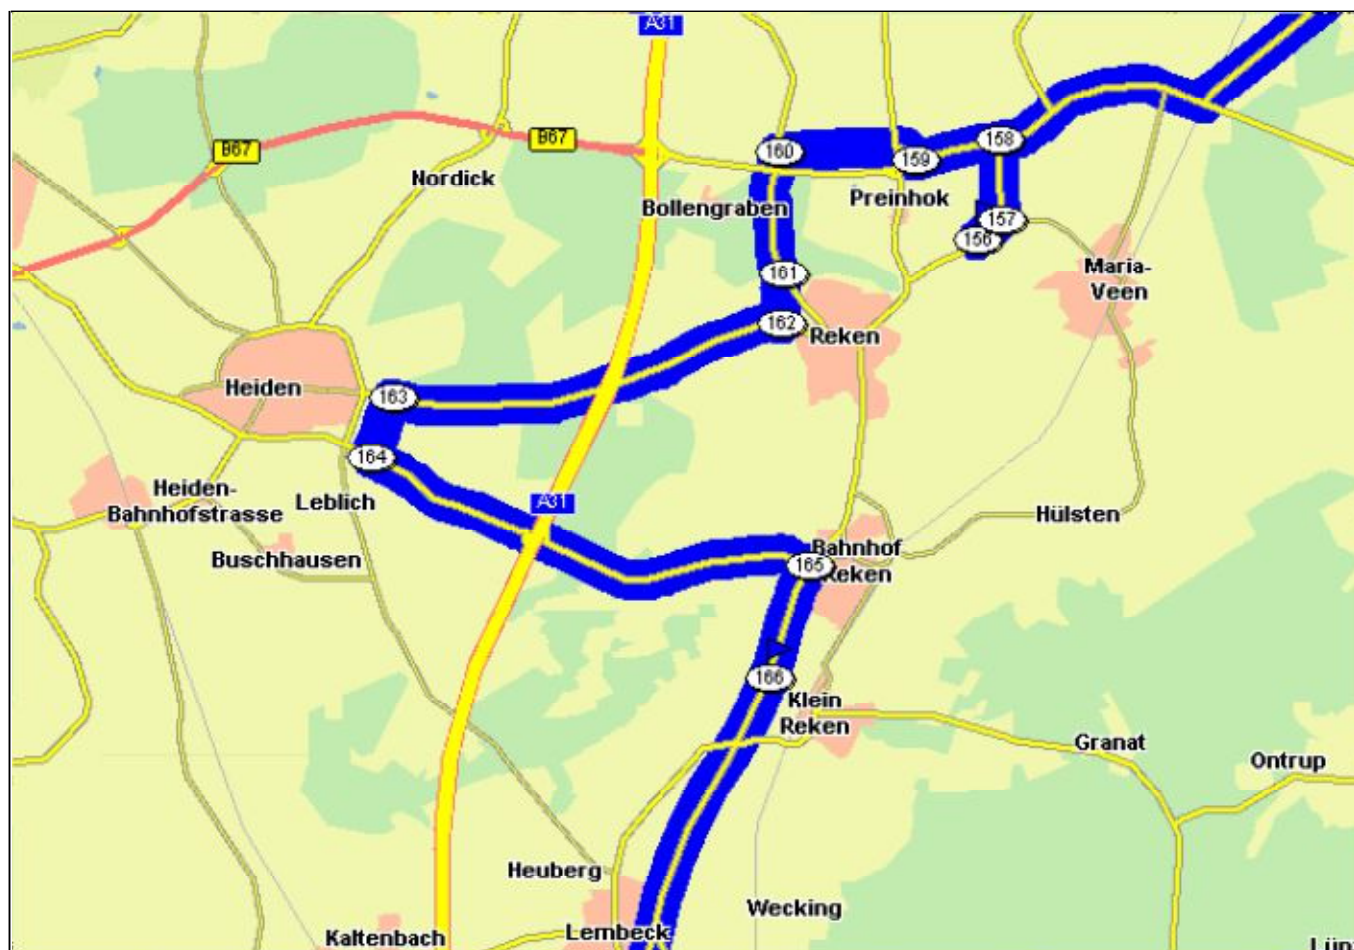 A31
B67
B67
160
158
159
Nordick
Preinhok
Bollengraben
157
156
161
Maria-
Veen
162
Reken
Heiden
163
164
Heiden-
Bahnhofstrasse
Leblich
A31
Hülsten
Buschhausen
Bahnhof
165
Reken
166
Klein
Reken
Granat
Ontrup
Heuberg
Wecking
Lembeck
Kaltenbach